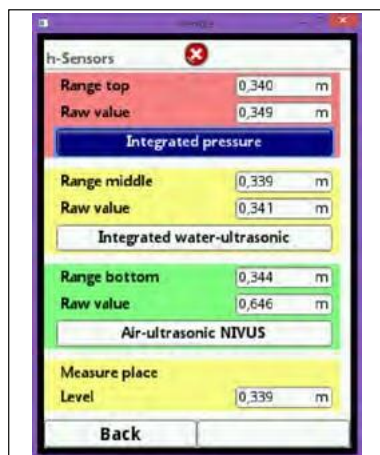 h-Sensors
Range top 0,340 m
Raw value 0,349 m
Integrated pressure
Range middle 0,339 m
Raw value 0,341 m
Integrated water-ultrasonic
Range bottom 0,344 m
Raw value 0,646 m
Air-ultrasonic NIVUS
Measure place
Level 0,339 m
Back